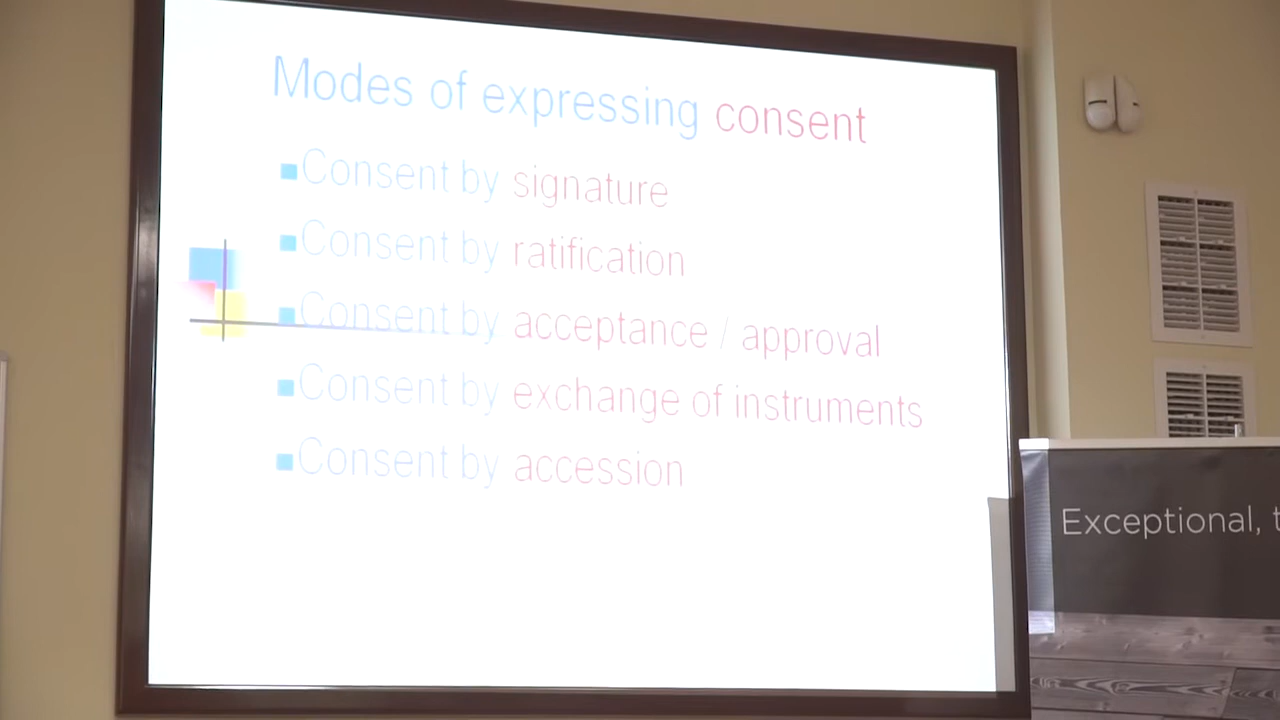 Modes of expressing consent
Consent by signature
Consent by ratification
Consent by acceptance / approval
Consent by exchange of instruments
Consent by accession
Exceptional,